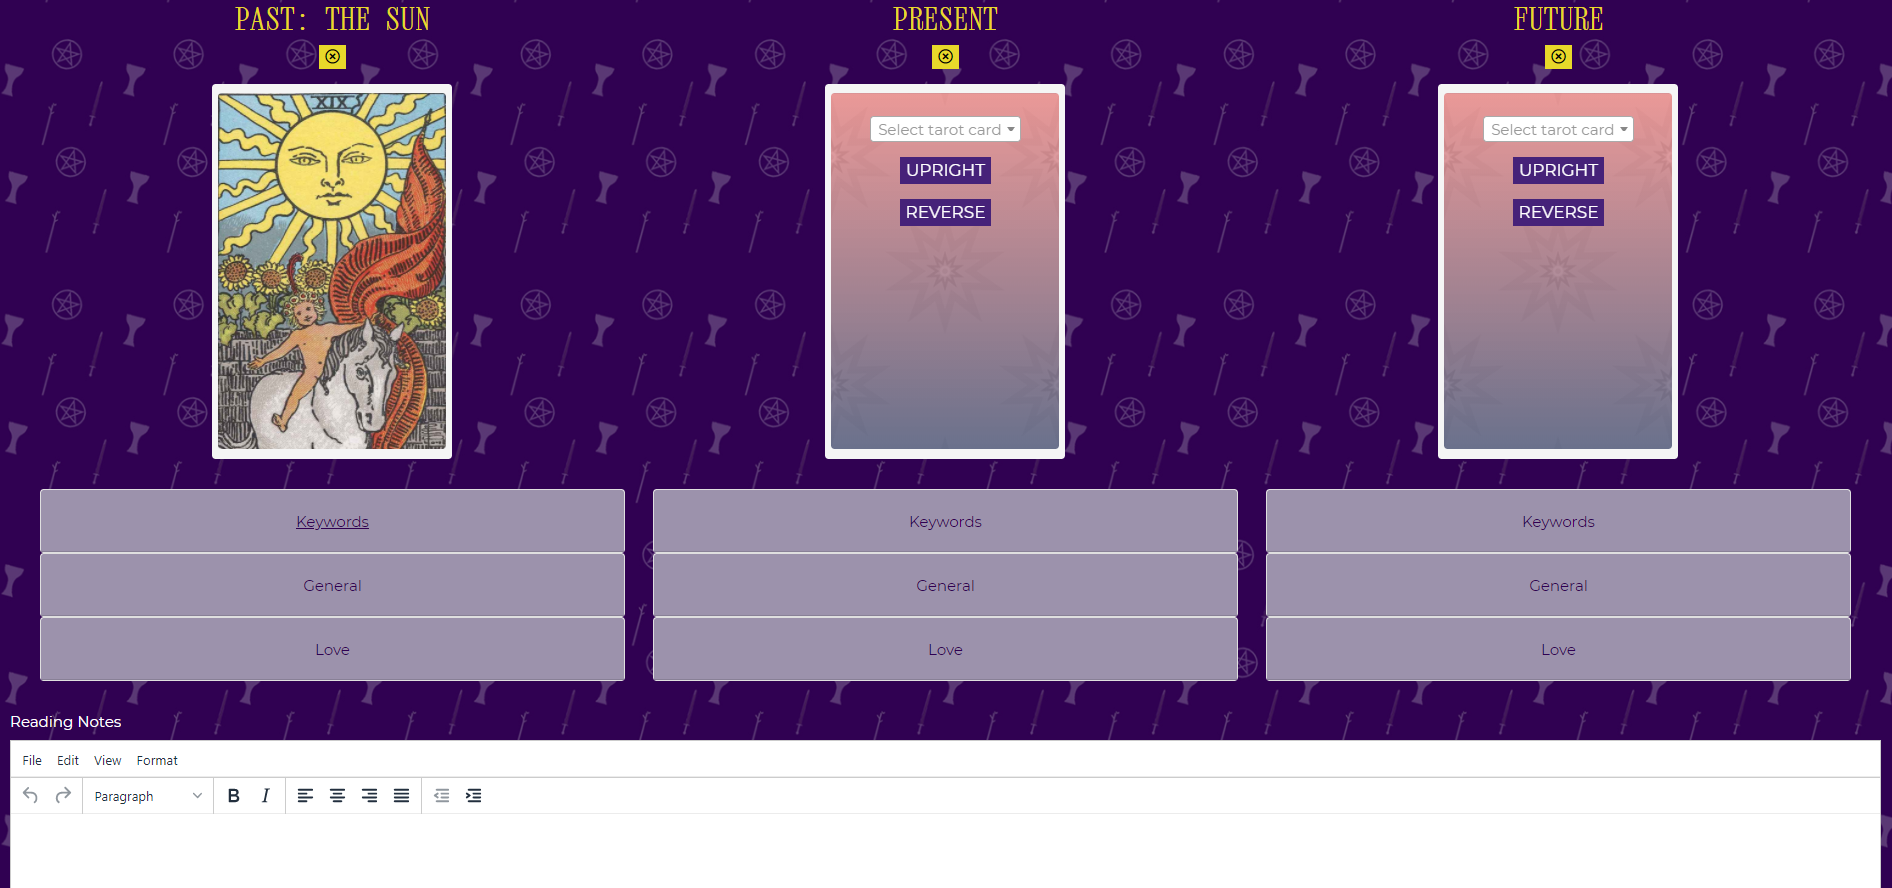 PAST: THE SUN
PRESENT
FUTURE
XIX
Select tarot card
UPRIGHT
REVERSE
Select tarot card
UPRIGHT
REVERSE
Keywords
Keywords
Keywords
General
General
General
Love
Love
Love
Reading Notes
File Edit View Format
Paragraph B I